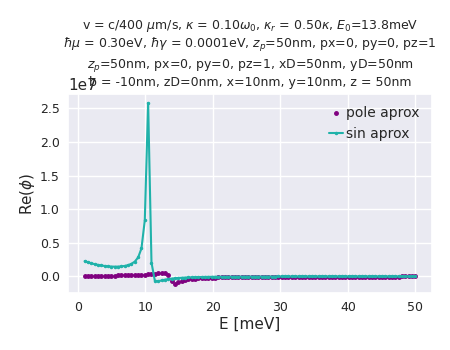 v = c/400 μm/s, κ = 0.10ω₀, κᵣ = 0.50κ, E₀=13.8meV
ħμ = 0.30eV, ħγ = 0.0001eV, zₚ=50nm, px=0, py=0, pz=1
zₚ=50nm, px=0, py=0, pz=1, xD=50nm, yD=50nm
= -10nm, zD=0nm, x=10nm, y=10nm, z = 50nm
1e7
pole aprox
sin aprox
Re(ϕ)
2.5
2.0
1.5
1.0
0.5
0.0
0 10 20 30 40 50
E [meV]